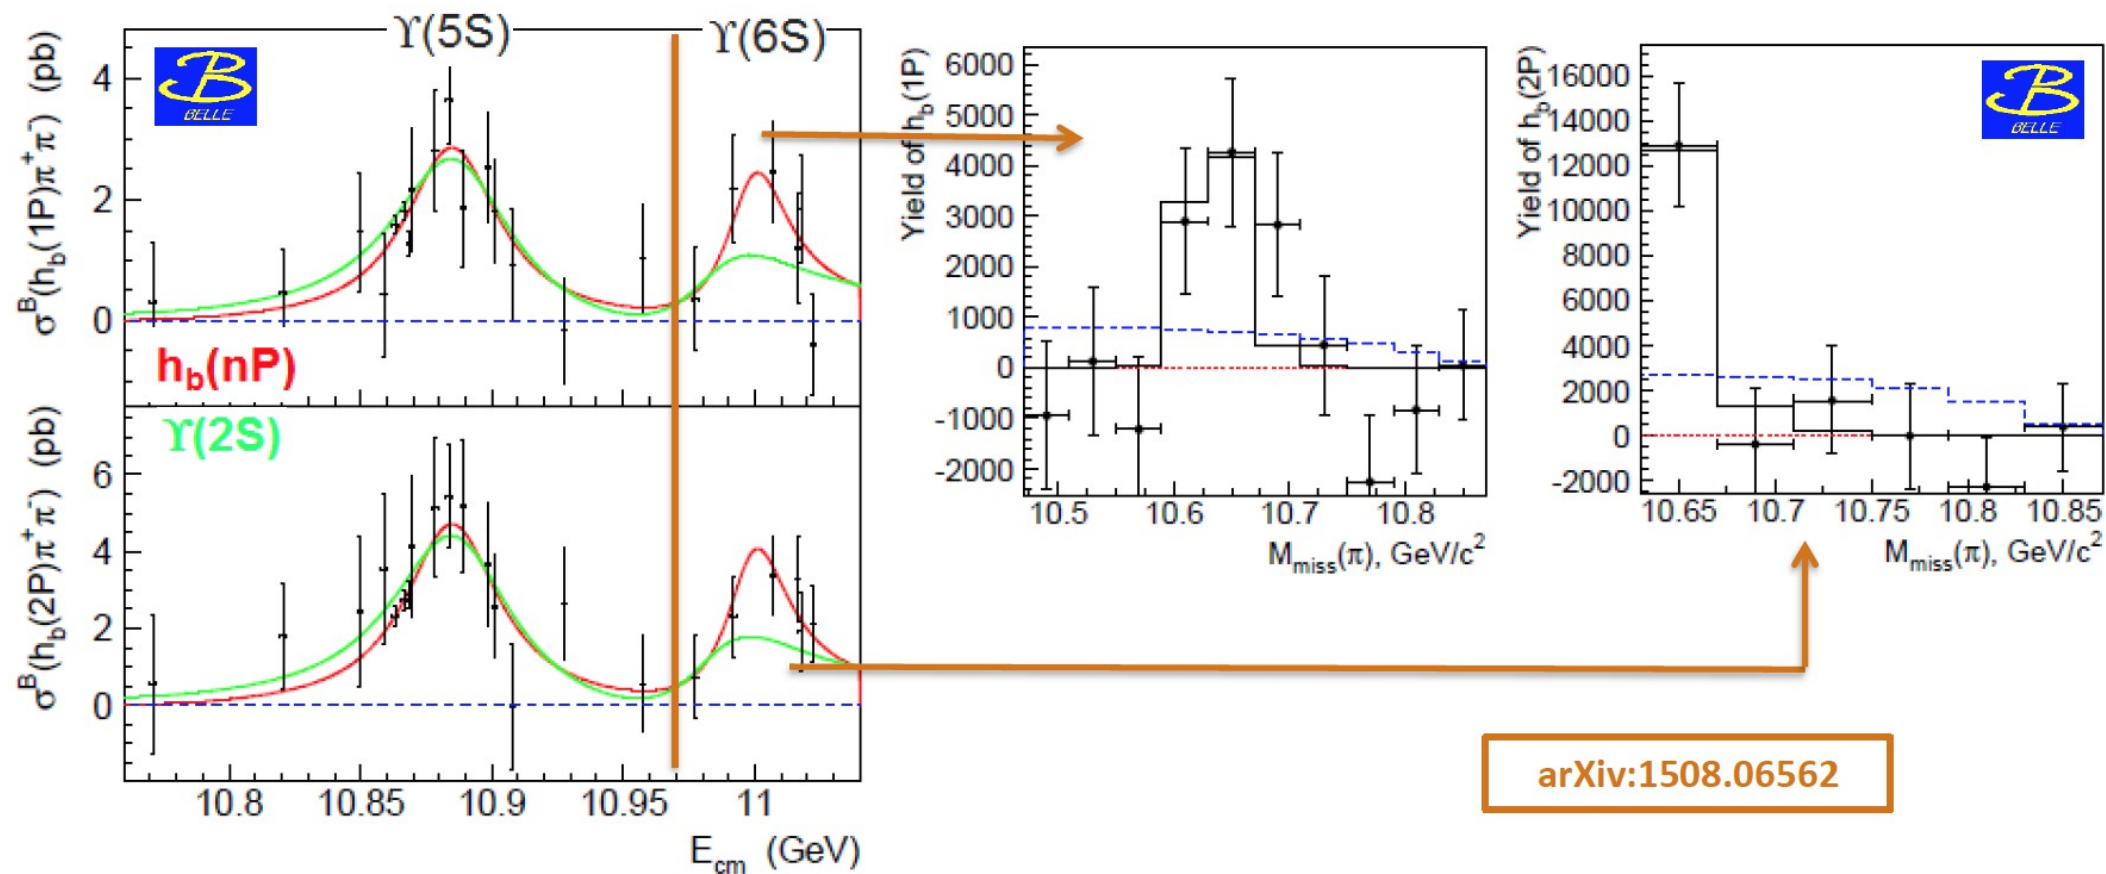 ϒ(5S)
ϒ(6S)
σᴮ(h_b(1P)π⁺π⁻) (pb)
4
2
0
BELLE
h_b(nP)
σᴮ(h_b(2P)π⁺π⁻) (pb)
6
4
2
0
ϒ(2S)
10.8 10.85 10.9 10.95 11
E_cm (GeV)
Yield of h_b(1P)
6000
5000
4000
3000
2000
1000
0
-1000
-2000
10.5 10.6 10.7 10.8
M_miss(π), GeV/c²
Yield of h_b(2P)
16000
14000
12000
10000
8000
6000
4000
2000
0
-2000
B
BELLE
10.65 10.7 10.75 10.8 10.85
M_miss(π), GeV/c²
arXiv:1508.06562